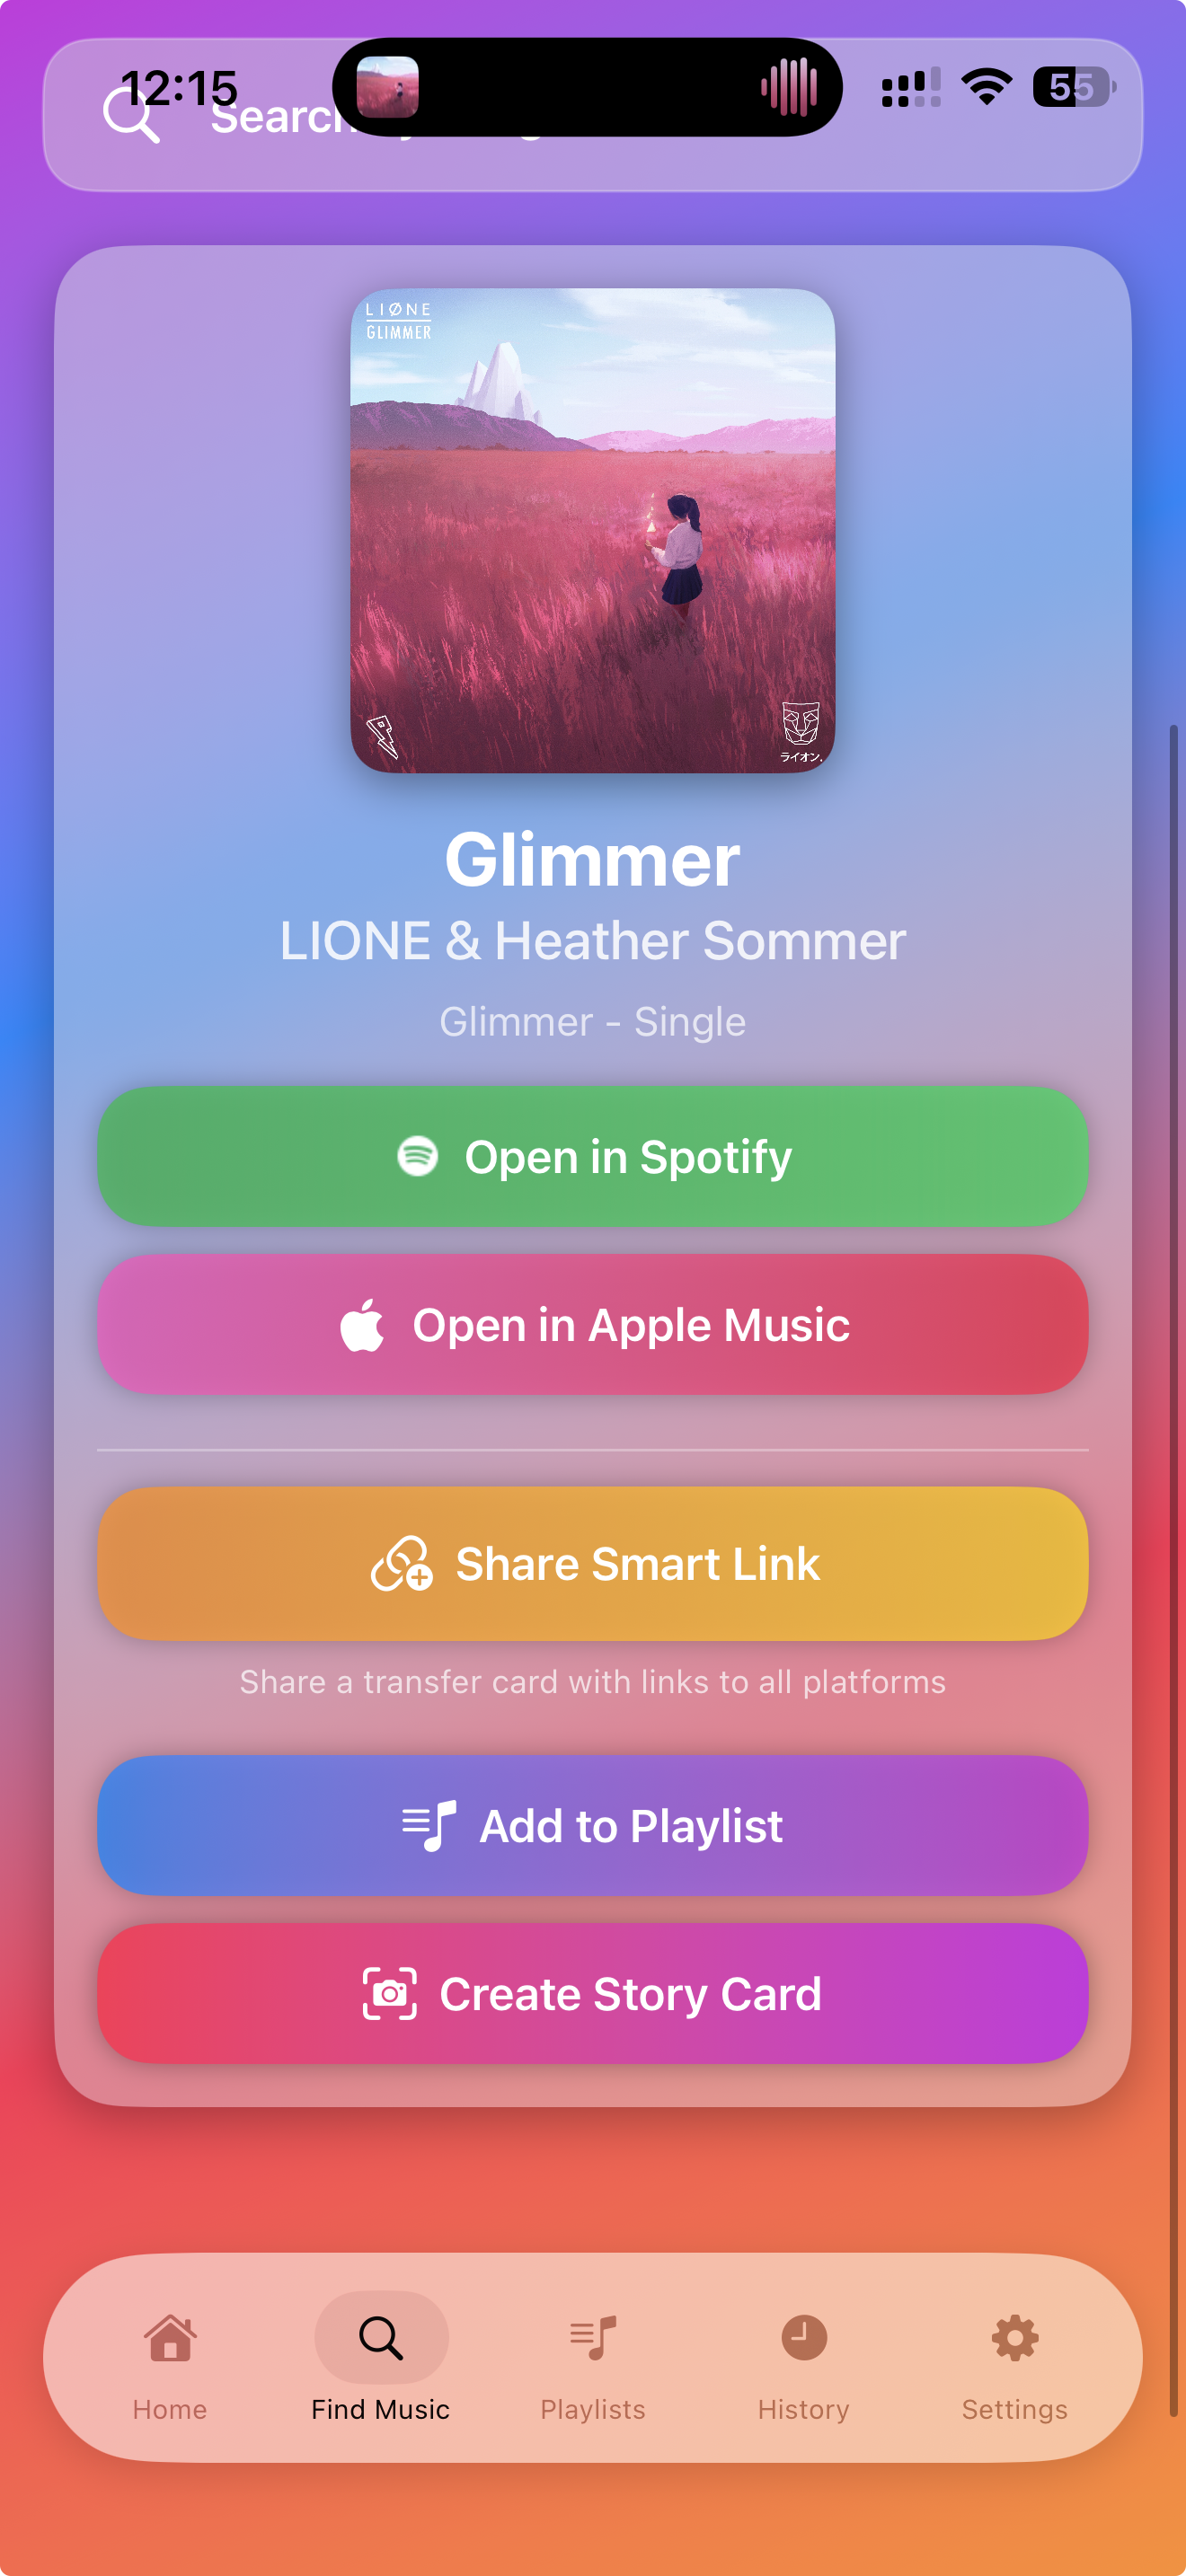 12:15
55
Search
LIØNE
GLIMMER
ライオン.
Glimmer
LIONE & Heather Sommer
Glimmer - Single
Open in Spotify
Open in Apple Music
Share Smart Link
Share a transfer card with links to all platforms
Add to Playlist
Create Story Card
Home
Find Music
Playlists
History
Settings